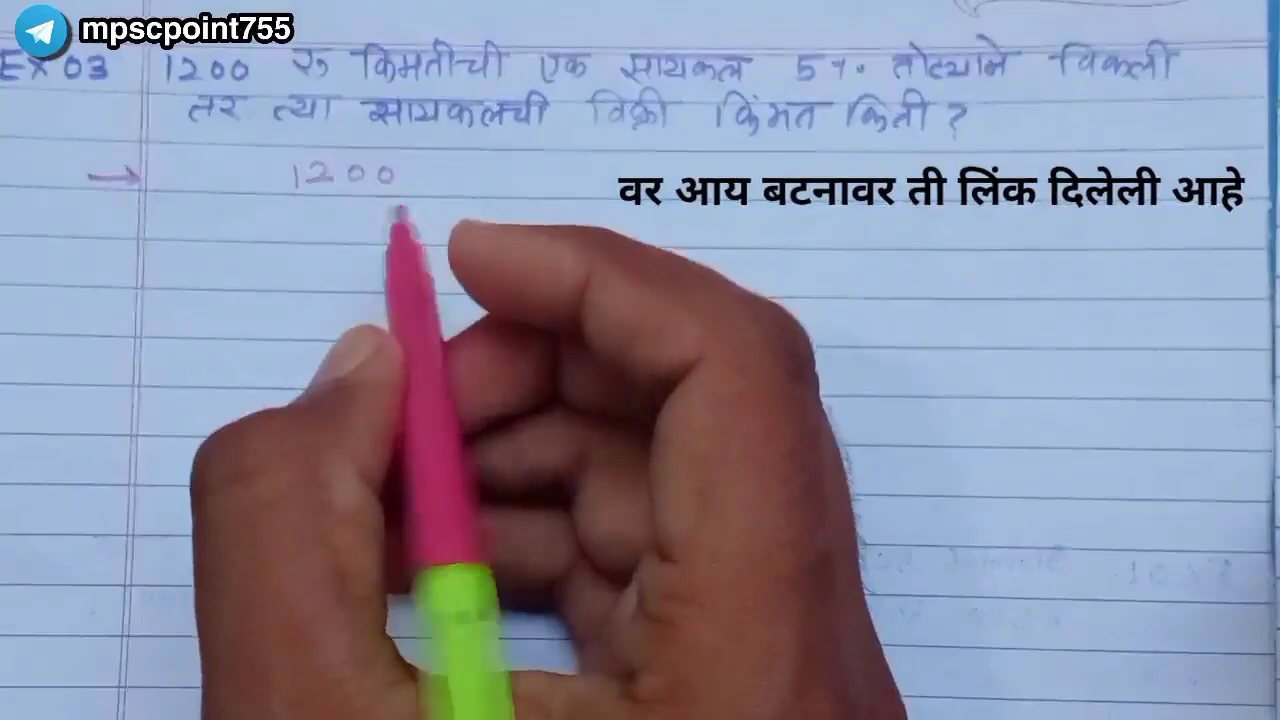 mpscpoint755
Ex 03 1200 रु किमतीची एक सायकल 5% तोट्याने विकली
तर त्या सायकलची विक्री किंमत किती ?
→ 1200
वर आय बटनावर ती लिंक दिलेली आहे